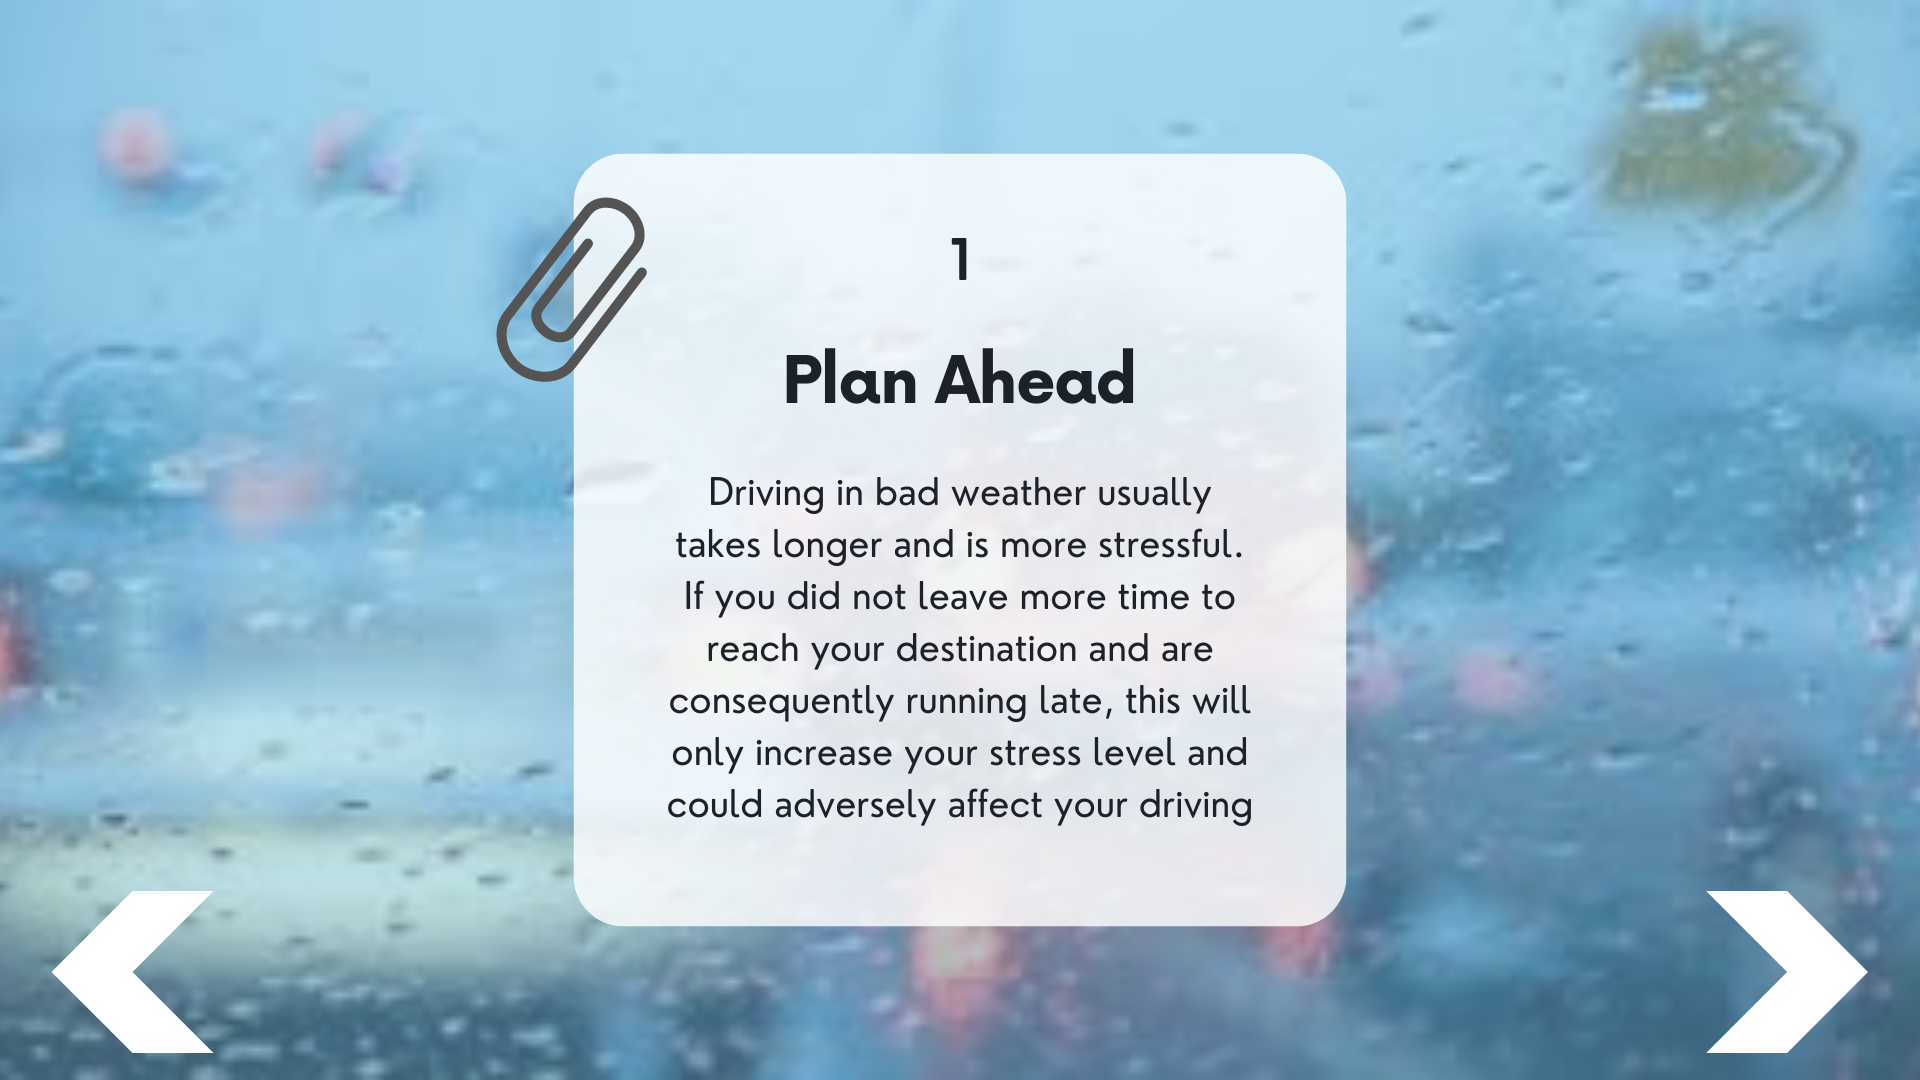 1
Plan Ahead
Driving in bad weather usually
takes longer and is more stressful.
If you did not leave more time to
reach your destination and are
consequently running late, this will
only increase your stress level and
could adversely affect your driving